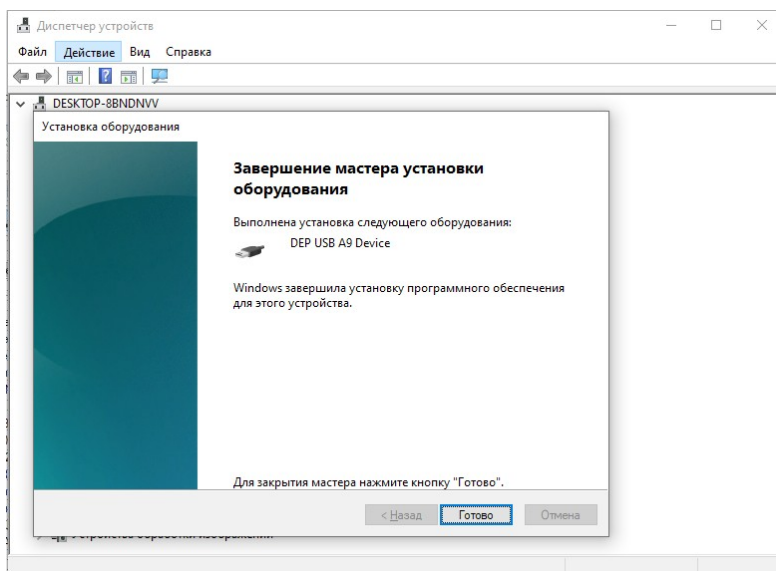 Диспетчер устройств
Файл Действие Вид Справка
DESKTOP-8BNDNVV
Установка оборудования
Завершение мастера установки
оборудования
Выполнена установка следующего оборудования:
DEP USB A9 Device
Windows завершила установку программного обеспечения
для этого устройства.
Для закрытия мастера нажмите кнопку "Готово".
< Назад Готово Отмена